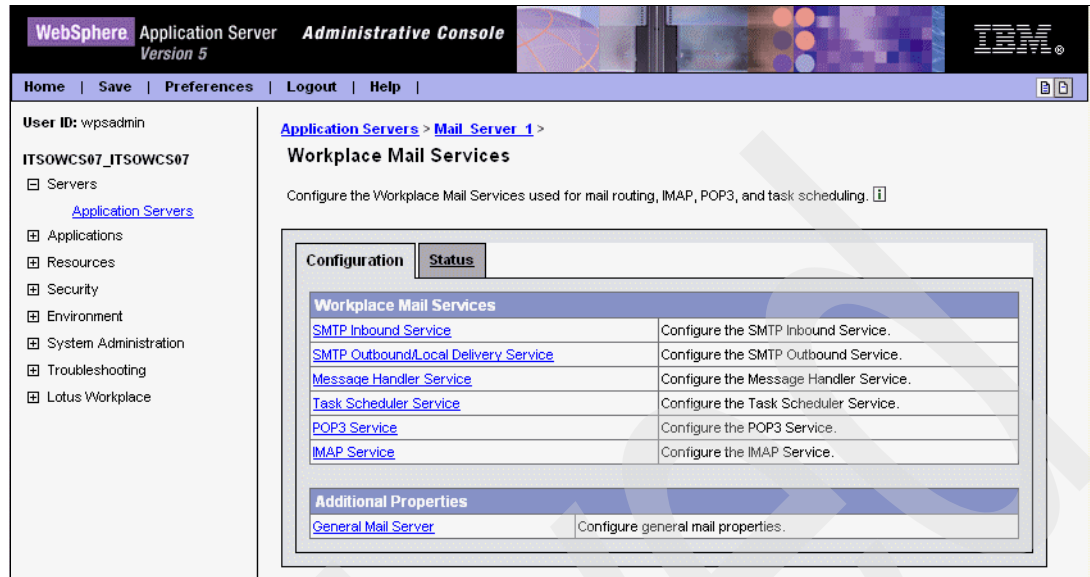 WebSphere Application Server Administrative Console
Version 5
IBM®
Home | Save | Preferences | Logout | Help |
User ID: wpsadmin
ITSOWCS07_ITSOWCS07
Servers
Application Servers
Applications
Resources
Security
Environment
System Administration
Troubleshooting
Lotus Workplace
Application Servers > Mail_Server_1 >
Workplace Mail Services
Configure the Workplace Mail Services used for mail routing, IMAP, POP3, and task scheduling. i
Configuration Status
Workplace Mail Services
SMTP Inbound Service Configure the SMTP Inbound Service.
SMTP Outbound/Local Delivery Service Configure the SMTP Outbound Service.
Message Handler Service Configure the Message Handler Service.
Task Scheduler Service Configure the Task Scheduler Service.
POP3 Service Configure the POP3 Service.
IMAP Service Configure the IMAP Service.
Additional Properties
General Mail Server Configure general mail properties.